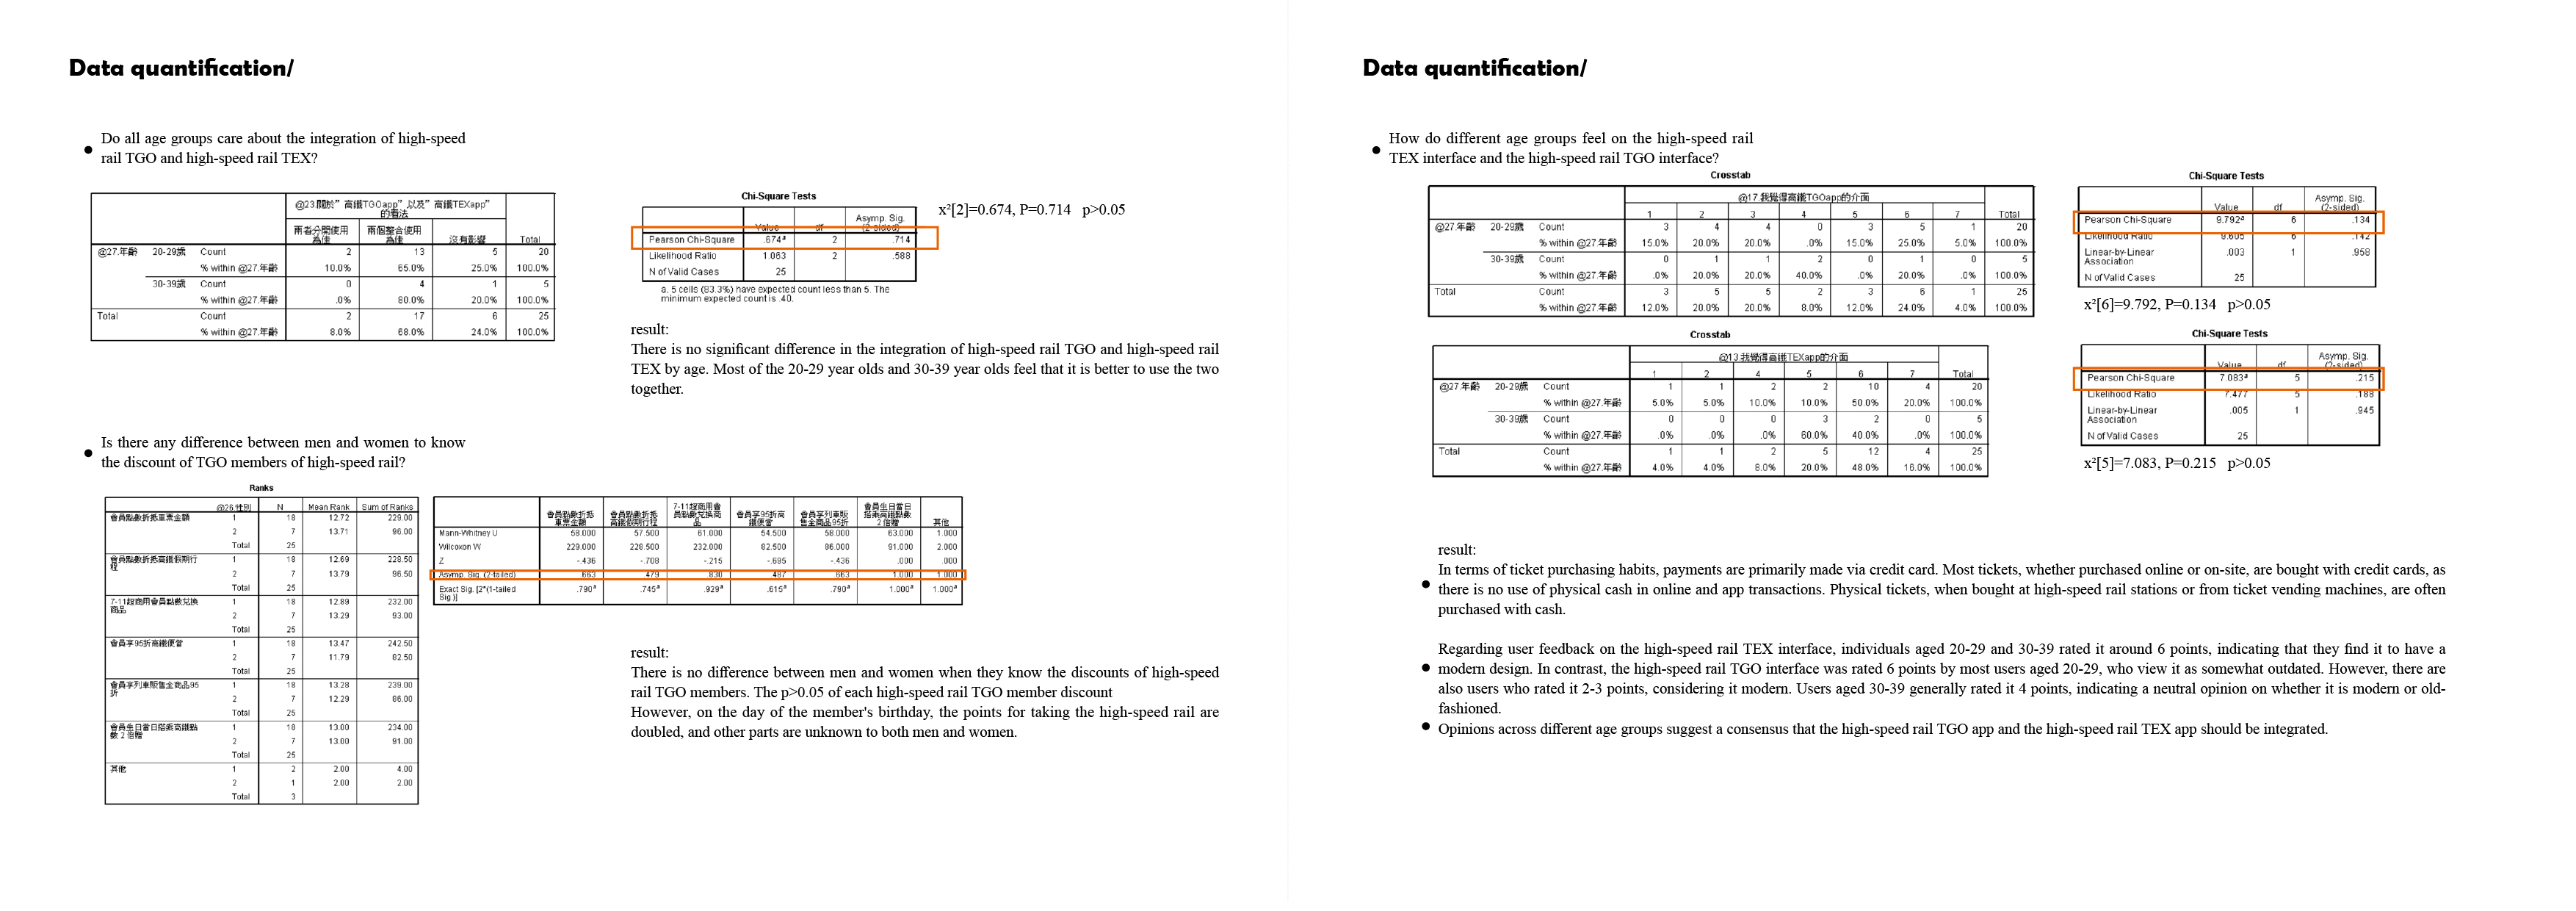 Data quantification/
Do all age groups care about the integration of high-speed
rail TGO and high-speed rail TEX?
@23.關於”高鐵TGOapp”以及”高鐵TEXapp”
的看法
兩者分開使用
為佳
兩個整合使用
為佳
沒有影響
Total
@27.年齡 20-29歲 Count 2 13 5 20
% within @27.年齡 10.0% 65.0% 25.0% 100.0%
30-39歲 Count 0 4 1 5
% within @27.年齡 .0% 80.0% 20.0% 100.0%
Total Count 2 17 6 25
% within @27.年齡 8.0% 68.0% 24.0% 100.0%
Chi-Square Tests
Value df Asymp. Sig.
(2-sided)
Pearson Chi-Square .674ª 2 .714
Likelihood Ratio 1.063 2 .588
N of Valid Cases 25
a. 5 cells (83.3%) have expected count less than 5. The
minimum expected count is .40.
x²[2]=0.674, P=0.714 p>0.05
result:
There is no significant difference in the integration of high-speed rail TGO and high-speed rail
TEX by age. Most of the 20-29 year olds and 30-39 year olds feel that it is better to use the two
together.
Is there any difference between men and women to know
the discount of TGO members of high-speed rail?
Ranks
@26.性別 N Mean Rank Sum of Ranks
會員點數折抵車票金額 1 18 12.72 229.00
2 7 13.71 96.00
Total 25
會員點數折抵高鐵假期行
程 1 18 12.69 228.50
2 7 13.79 96.50
Total 25
7-11超商用會員點數兌換
商品 1 18 12.89 232.00
2 7 13.29 93.00
Total 25
會員享95折高鐵便當 1 18 13.47 242.50
2 7 11.79 82.50
Total 25
會員享列車販售全商品95
折 1 18 13.28 239.00
2 7 12.29 86.00
Total 25
會員生日當日搭乘高鐵點
數 2 倍贈 1 18 13.00 234.00
2 7 13.00 91.00
Total 25
其他 1 2 2.00 4.00
2 1 2.00 2.00
Total 3
會員點數折抵
車票金額
會員點數折抵
高鐵假期行程
7-11超商用會
員點數兌換商
品
會員享95折高
鐵便當
會員享列車販
售全商品95折
會員生日當日
搭乘高鐵點數
2 倍贈
其他
Mann-Whitney U 58.000 57.500 61.000 54.500 58.000 63.000 1.000
Wilcoxon W 229.000 228.500 232.000 82.500 86.000 91.000 2.000
Z -.436 -.708 -.215 -.695 -.436 .000 .000
Asymp. Sig. (2-tailed) .663 .479 .830 .487 .663 1.000 1.000
Exact Sig. [2*(1-tailed
Sig.)] .790ª .745ª .929ª .615ª .790ª 1.000ª 1.000ª
result:
There is no difference between men and women when they know the discounts of high-speed
rail TGO members. The p>0.05 of each high-speed rail TGO member discount
However, on the day of the member's birthday, the points for taking the high-speed rail are
doubled, and other parts are unknown to both men and women.
Data quantification/
How do different age groups feel on the high-speed rail
TEX interface and the high-speed rail TGO interface?
Crosstab
@17.我覺得高鐵TGOapp的介面
1 2 3 4 5 6 7 Total
@27.年齡 20-29歲 Count 3 4 4 0 3 5 1 20
% within @27.年齡 15.0% 20.0% 20.0% .0% 15.0% 25.0% 5.0% 100.0%
30-39歲 Count 0 1 1 2 0 1 0 5
% within @27.年齡 .0% 20.0% 20.0% 40.0% .0% 20.0% .0% 100.0%
Total Count 3 5 5 2 3 6 1 25
% within @27.年齡 12.0% 20.0% 20.0% 8.0% 12.0% 24.0% 4.0% 100.0%
Chi-Square Tests
Value df Asymp. Sig.
(2-sided)
Pearson Chi-Square 9.792ª 6 .134
Likelihood Ratio 9.605 6 .142
Linear-by-Linear
Association .003 1 .958
N of Valid Cases 25
x²[6]=9.792, P=0.134 p>0.05
Crosstab
@13.我覺得高鐵TEXapp的介面
1 2 4 5 6 7 Total
@27.年齡 20-29歲 Count 1 1 2 2 10 4 20
% within @27.年齡 5.0% 5.0% 10.0% 10.0% 50.0% 20.0% 100.0%
30-39歲 Count 0 0 0 3 2 0 5
% within @27.年齡 .0% .0% .0% 60.0% 40.0% .0% 100.0%
Total Count 1 1 2 5 12 4 25
% within @27.年齡 4.0% 4.0% 8.0% 20.0% 48.0% 16.0% 100.0%
Chi-Square Tests
Value df Asymp. Sig.
(2-sided)
Pearson Chi-Square 7.083ª 5 .215
Likelihood Ratio 7.477 5 .188
Linear-by-Linear
Association .005 1 .945
N of Valid Cases 25
x²[5]=7.083, P=0.215 p>0.05
result:
In terms of ticket purchasing habits, payments are primarily made via credit card. Most tickets, whether purchased online or on-site, are bought with credit cards, as
there is no use of physical cash in online and app transactions. Physical tickets, when bought at high-speed rail stations or from ticket vending machines, are often
purchased with cash.
Regarding user feedback on the high-speed rail TEX interface, individuals aged 20-29 and 30-39 rated it around 6 points, indicating that they find it to have a
modern design. In contrast, the high-speed rail TGO interface was rated 6 points by most users aged 20-29, who view it as somewhat outdated. However, there are
also users who rated it 2-3 points, considering it modern. Users aged 30-39 generally rated it 4 points, indicating a neutral opinion on whether it is modern or old-
fashioned.
Opinions across different age groups suggest a consensus that the high-speed rail TGO app and the high-speed rail TEX app should be integrated.